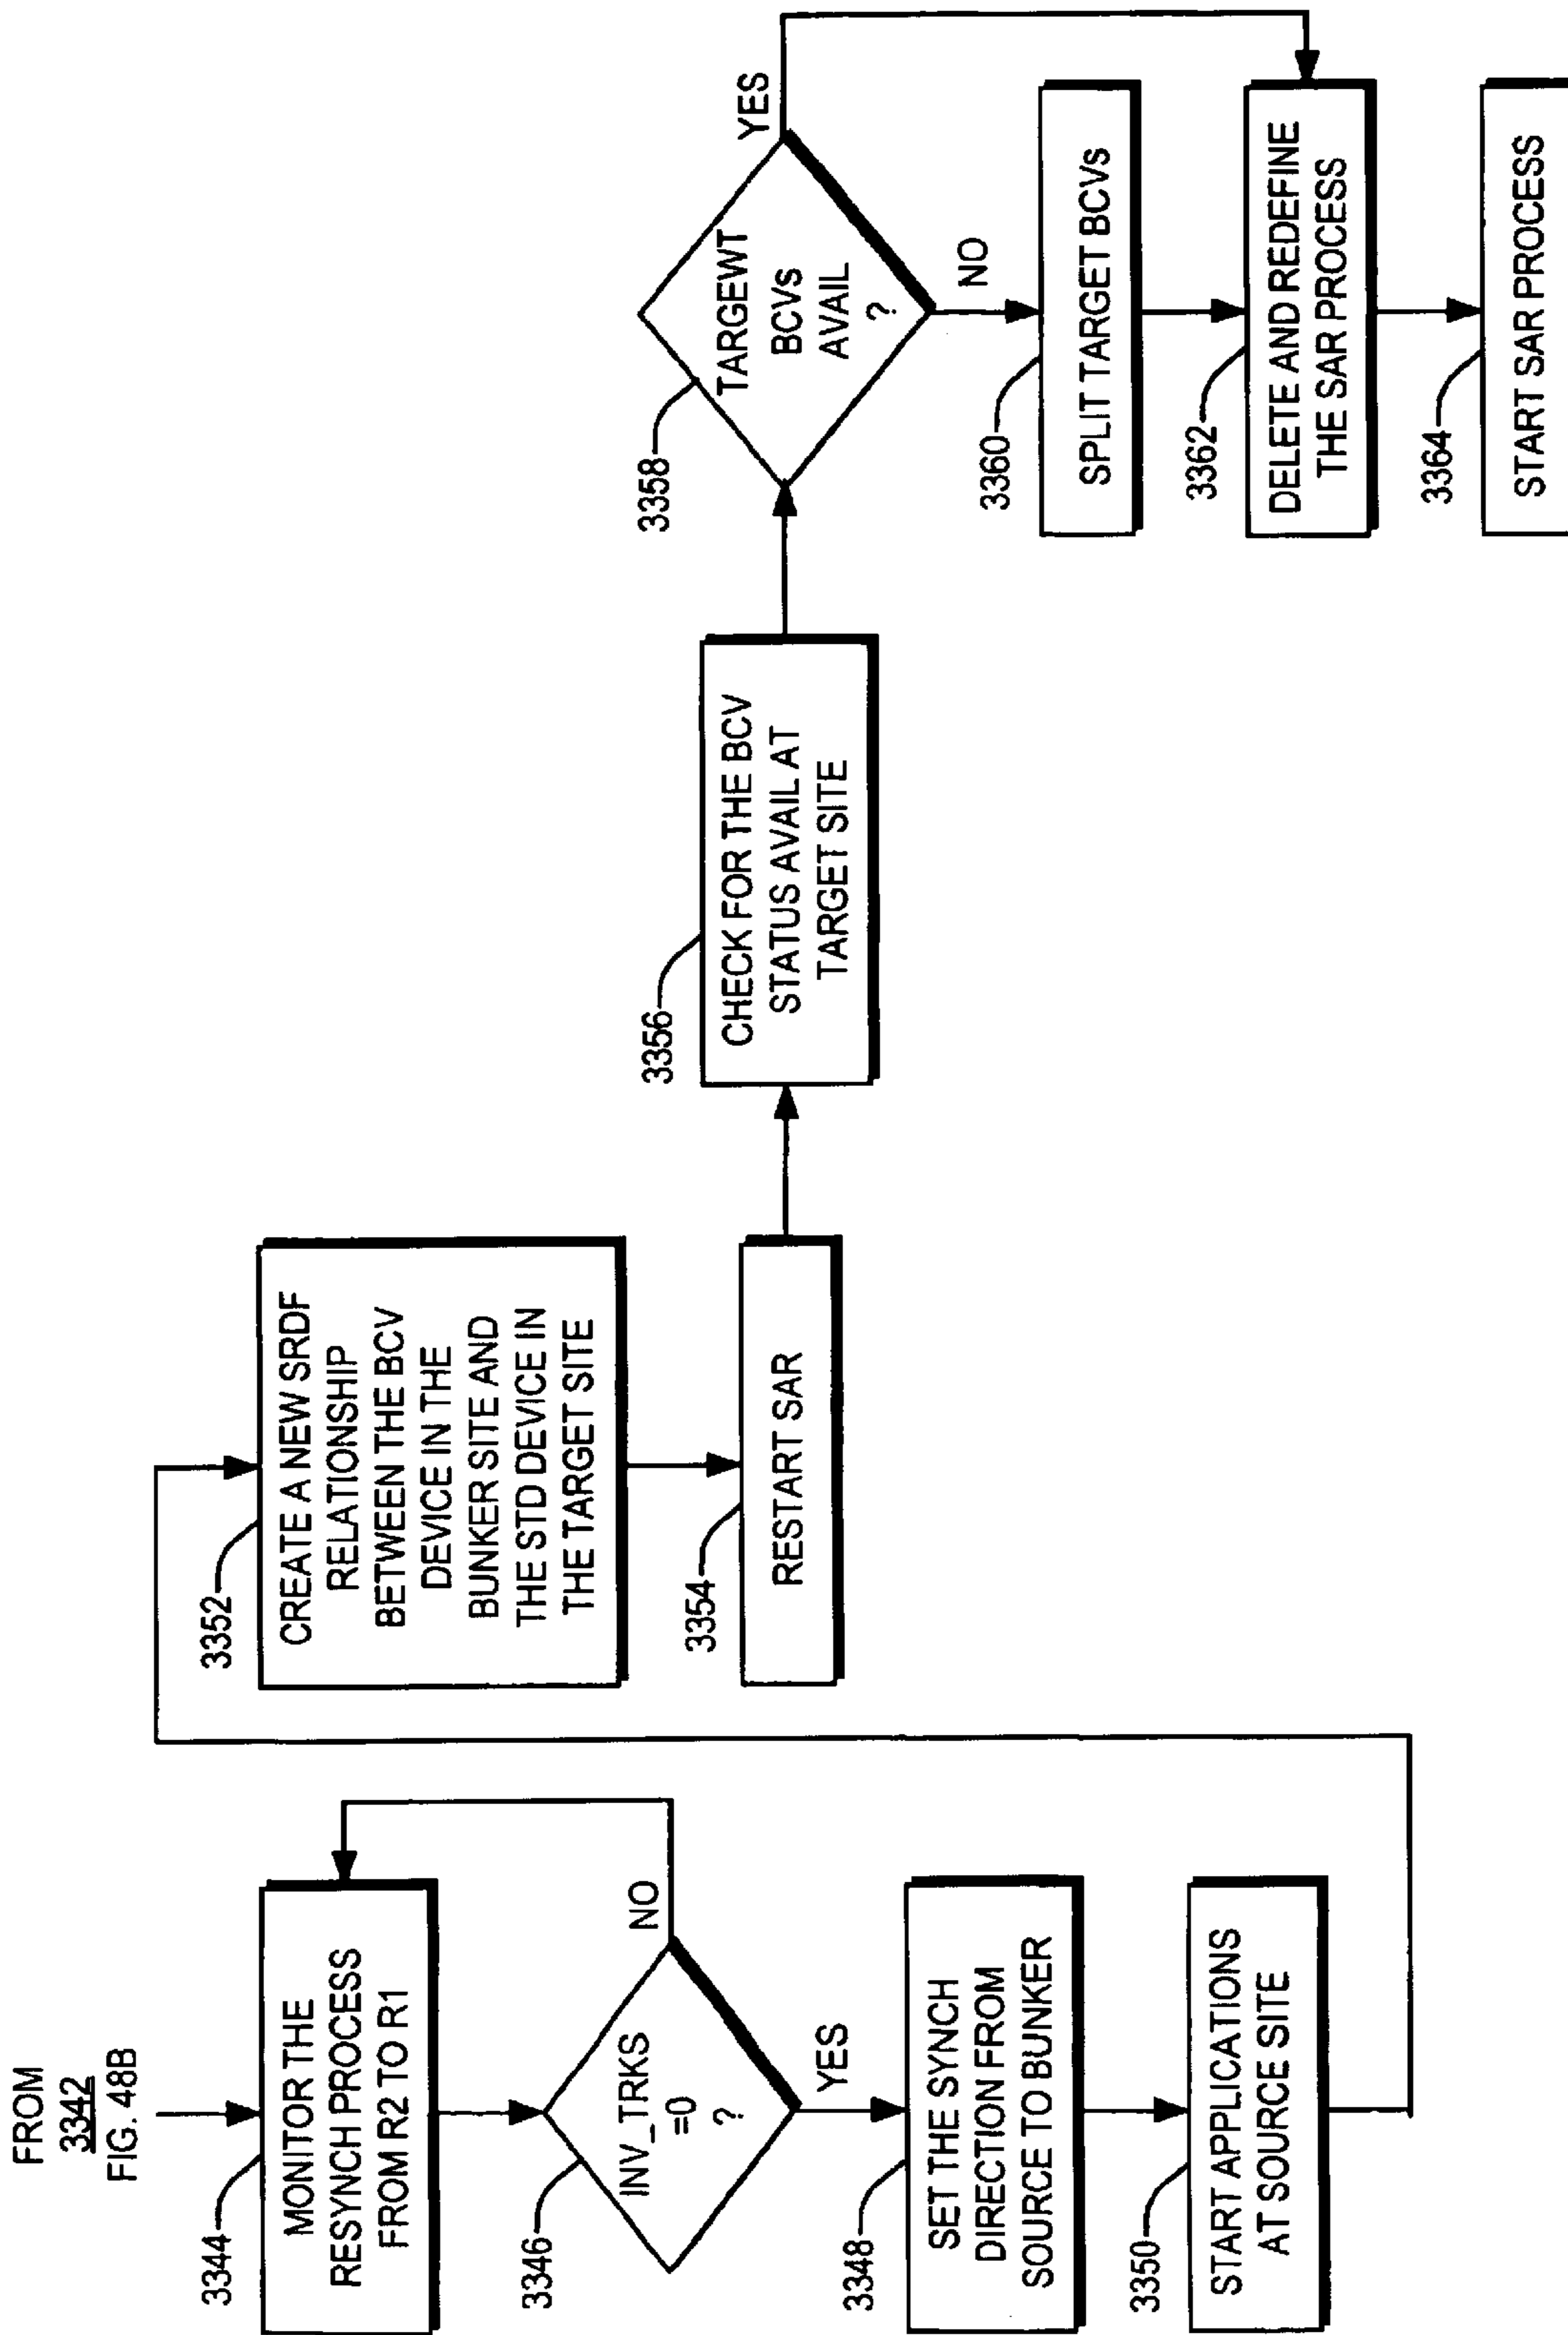 FROM
3342
FIG. 48B
3344
MONITOR THE
RESYNCH PROCESS
FROM R2 TO R1
3346
INV_TRKS
=0
?
NO
YES
3348
SET THE SYNCH
DIRECTION FROM
SOURCE TO BUNKER
3350
START APPLICATIONS
AT SOURCE SITE
3352
CREATE A NEW SRDF
RELATIONSHIP
BETWEEN THE BCV
DEVICE IN THE
BUNKER SITE AND
THE STD DEVICE IN
THE TARGET SITE
3354
RESTART SAR
3356
CHECK FOR THE BCV
STATUS AVAIL AT
TARGET SITE
3358
TARGEWT
BCVs
AVAIL
?
YES
NO
3360
SPLIT TARGET BCVs
3362
DELETE AND REDEFINE
THE SAR PROCESS
3364
START SAR PROCESS